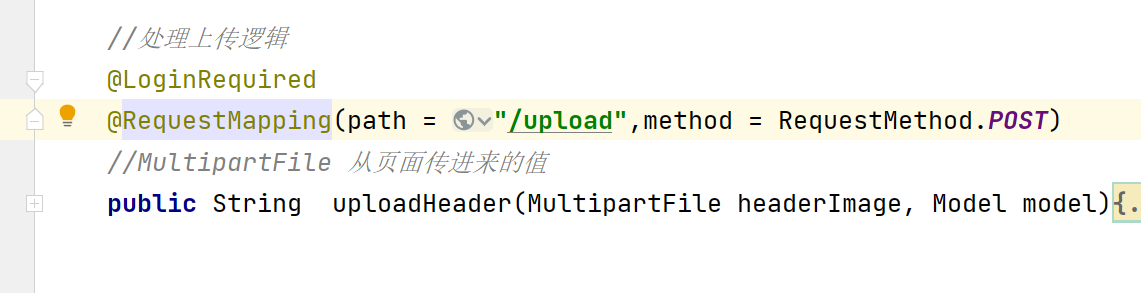 //处理上传逻辑
@LoginRequired
@RequestMapping(path = "/upload",method = RequestMethod.POST)
//MultipartFile 从页面传进来的值
public String  uploadHeader(MultipartFile headerImage, Model model){.